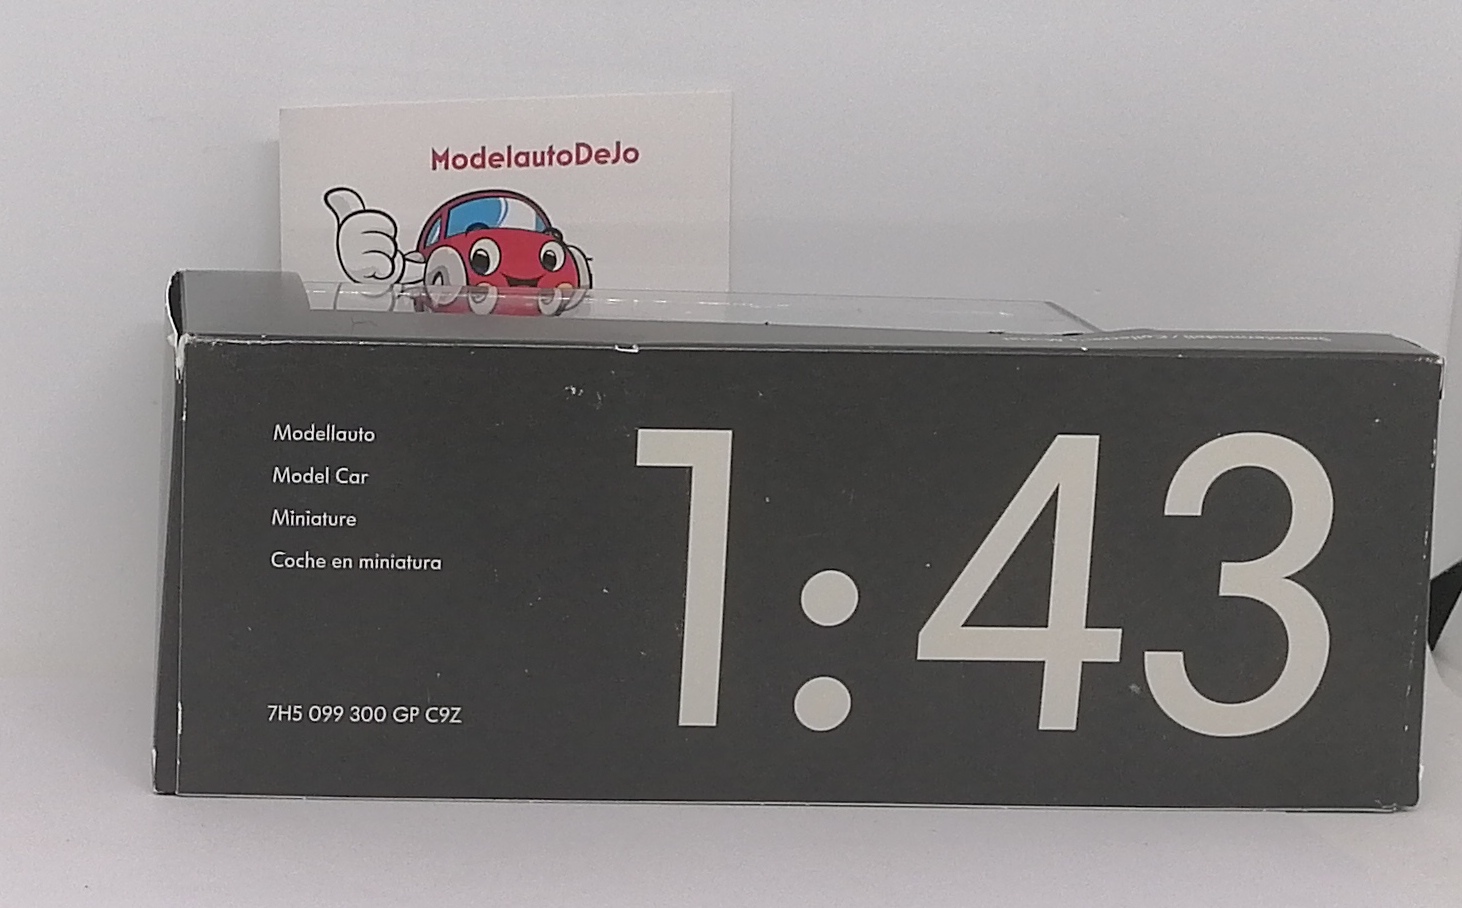 ModelautoDeJo
Modellauto
Model Car
Miniature
Coche en miniatura
7H5 099 300 GP C9Z
1:43